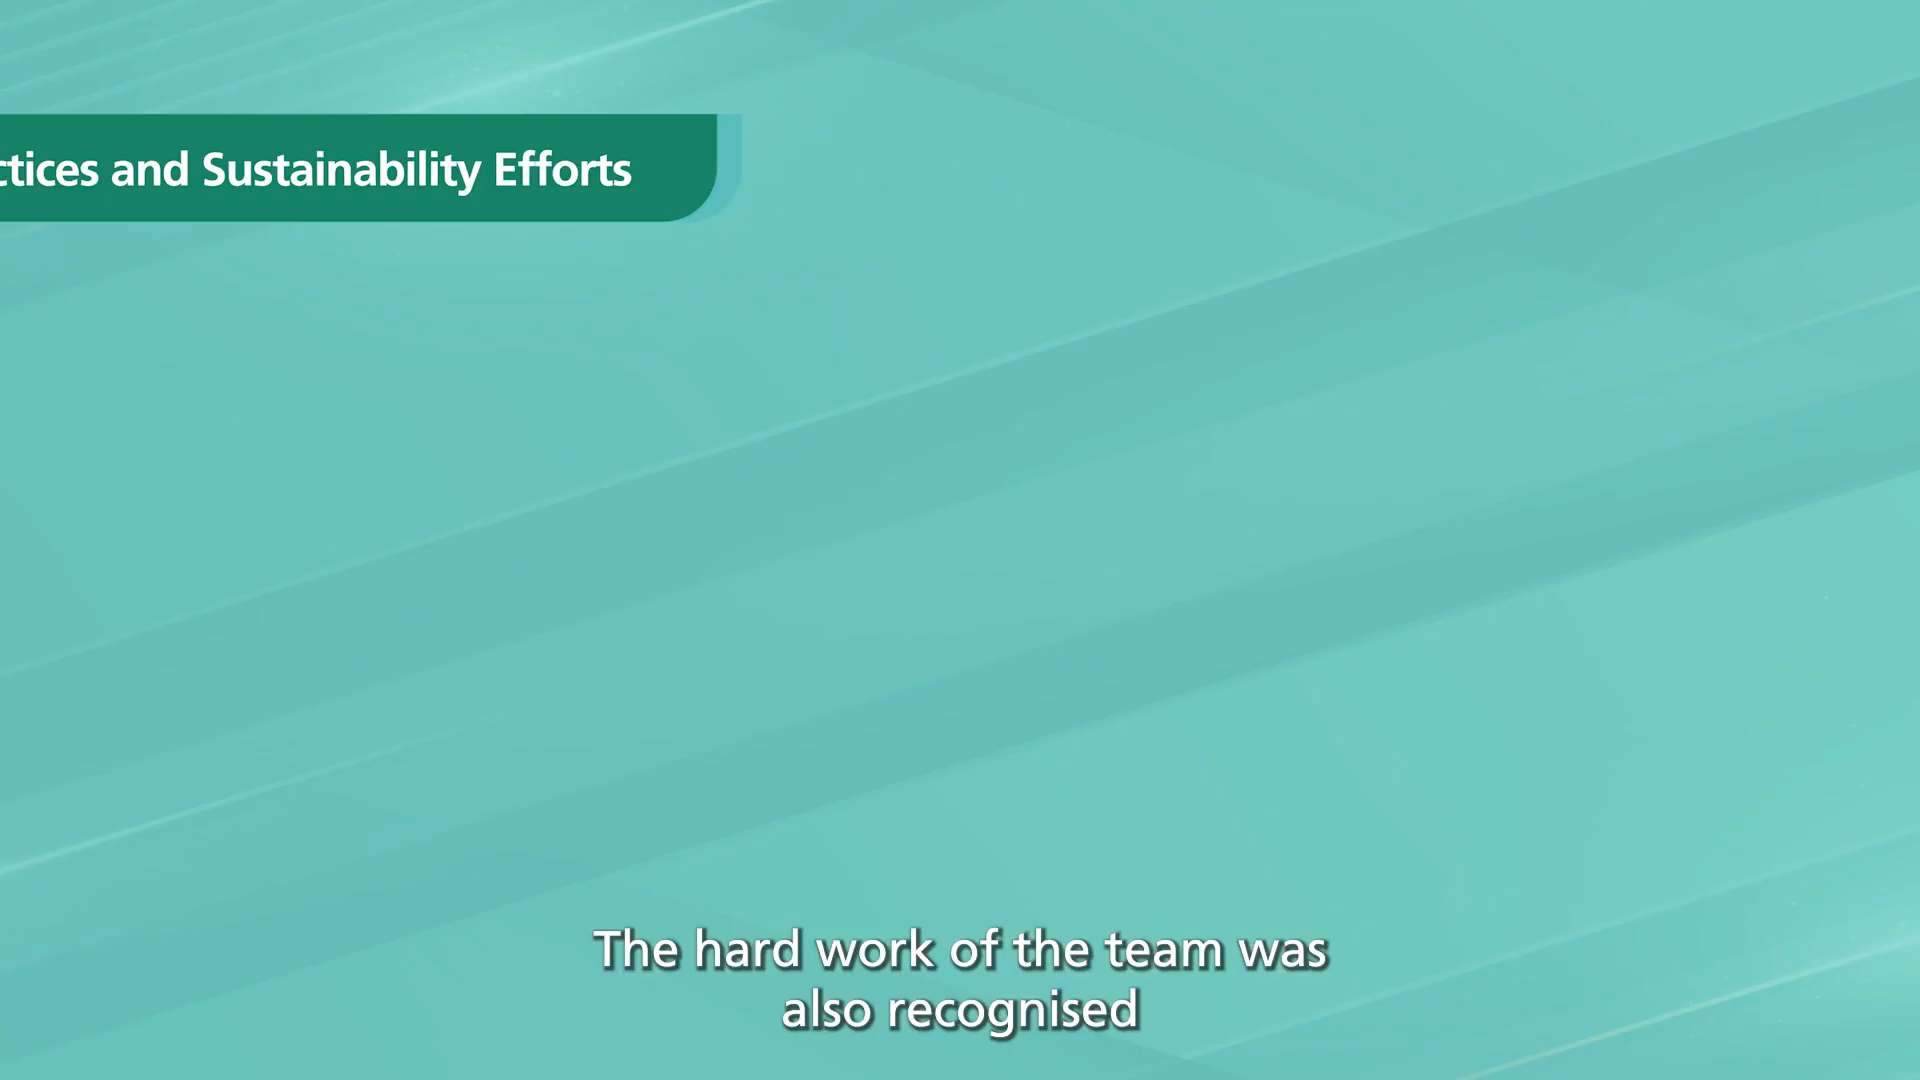 ctices and Sustainability Efforts
The hard work of the team was
also recognised